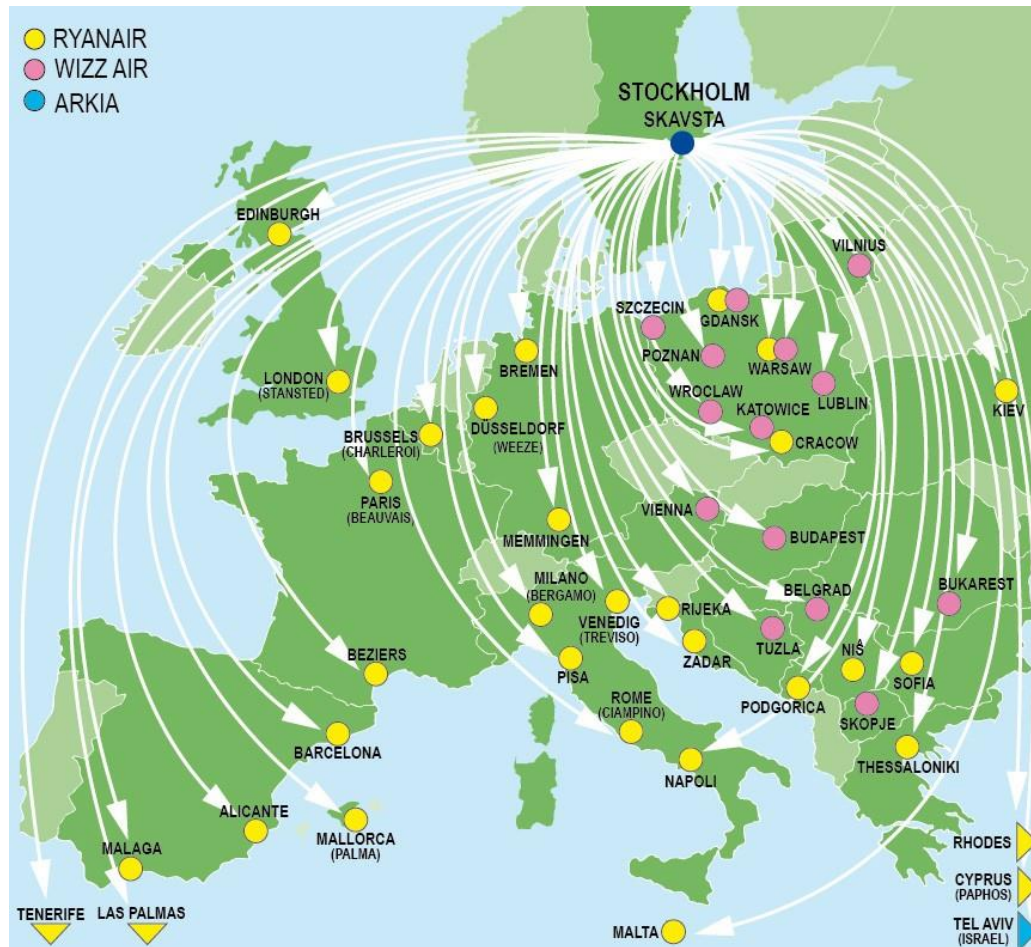 RYANAIR
WIZZ AIR
ARKIA
STOCKHOLM
SKAVSTA
EDINBURGH
VILNIUS
SZCZECIN
GDANSK
POZNAN
WARSAW
BREMEN
LONDON
(STANSTED)
WROCLAW
LUBLIN
KIEV
KATOWICE
BRUSSELS
(CHARLEROI)
DÜSSELDORF
(WEEZE)
CRACOW
PARIS
(BEAUVAIS)
VIENNA
MEMMINGEN
BUDAPEST
MILANO
(BERGAMO)
BELGRAD
BUKAREST
VENEDIG
(TREVISO)
RIJEKA
TUZLA
NIŜ
BEZIERS
PISA
ZADAR
SOFIA
ROME
(CIAMPINO)
PODGORICA
SKOPJE
BARCELONA
NAPOLI
THESSALONIKI
ALICANTE
MALLORCA
(PALMA)
MALAGA
RHODES
CYPRUS
(PAPHOS)
TENERIFE
LAS PALMAS
MALTA
TEL AVIV
(ISRAEL)